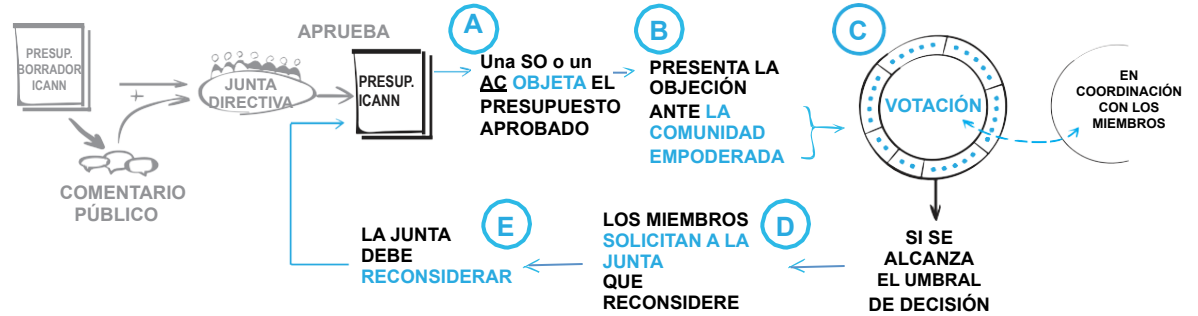 PRESUP.
BORRADOR
ICANN
COMENTARIO
PÚBLICO
JUNTA
DIRECTIVA
APRUEBA
PRESUP.
ICANN
A
Una SO o un
AC OBJETA EL
PRESUPUESTO
APROBADO
B
PRESENTA LA
OBJECIÓN
ANTE LA
COMUNIDAD
EMPODERADA
C
VOTACIÓN
EN
COORDINACIÓN
CON LOS
MIEMBROS
SI SE
ALCANZA
EL UMBRAL
DE DECISIÓN
D
LOS MIEMBROS
SOLICITAN A LA
JUNTA
QUE
RECONSIDERE
E
LA JUNTA
DEBE
RECONSIDERAR